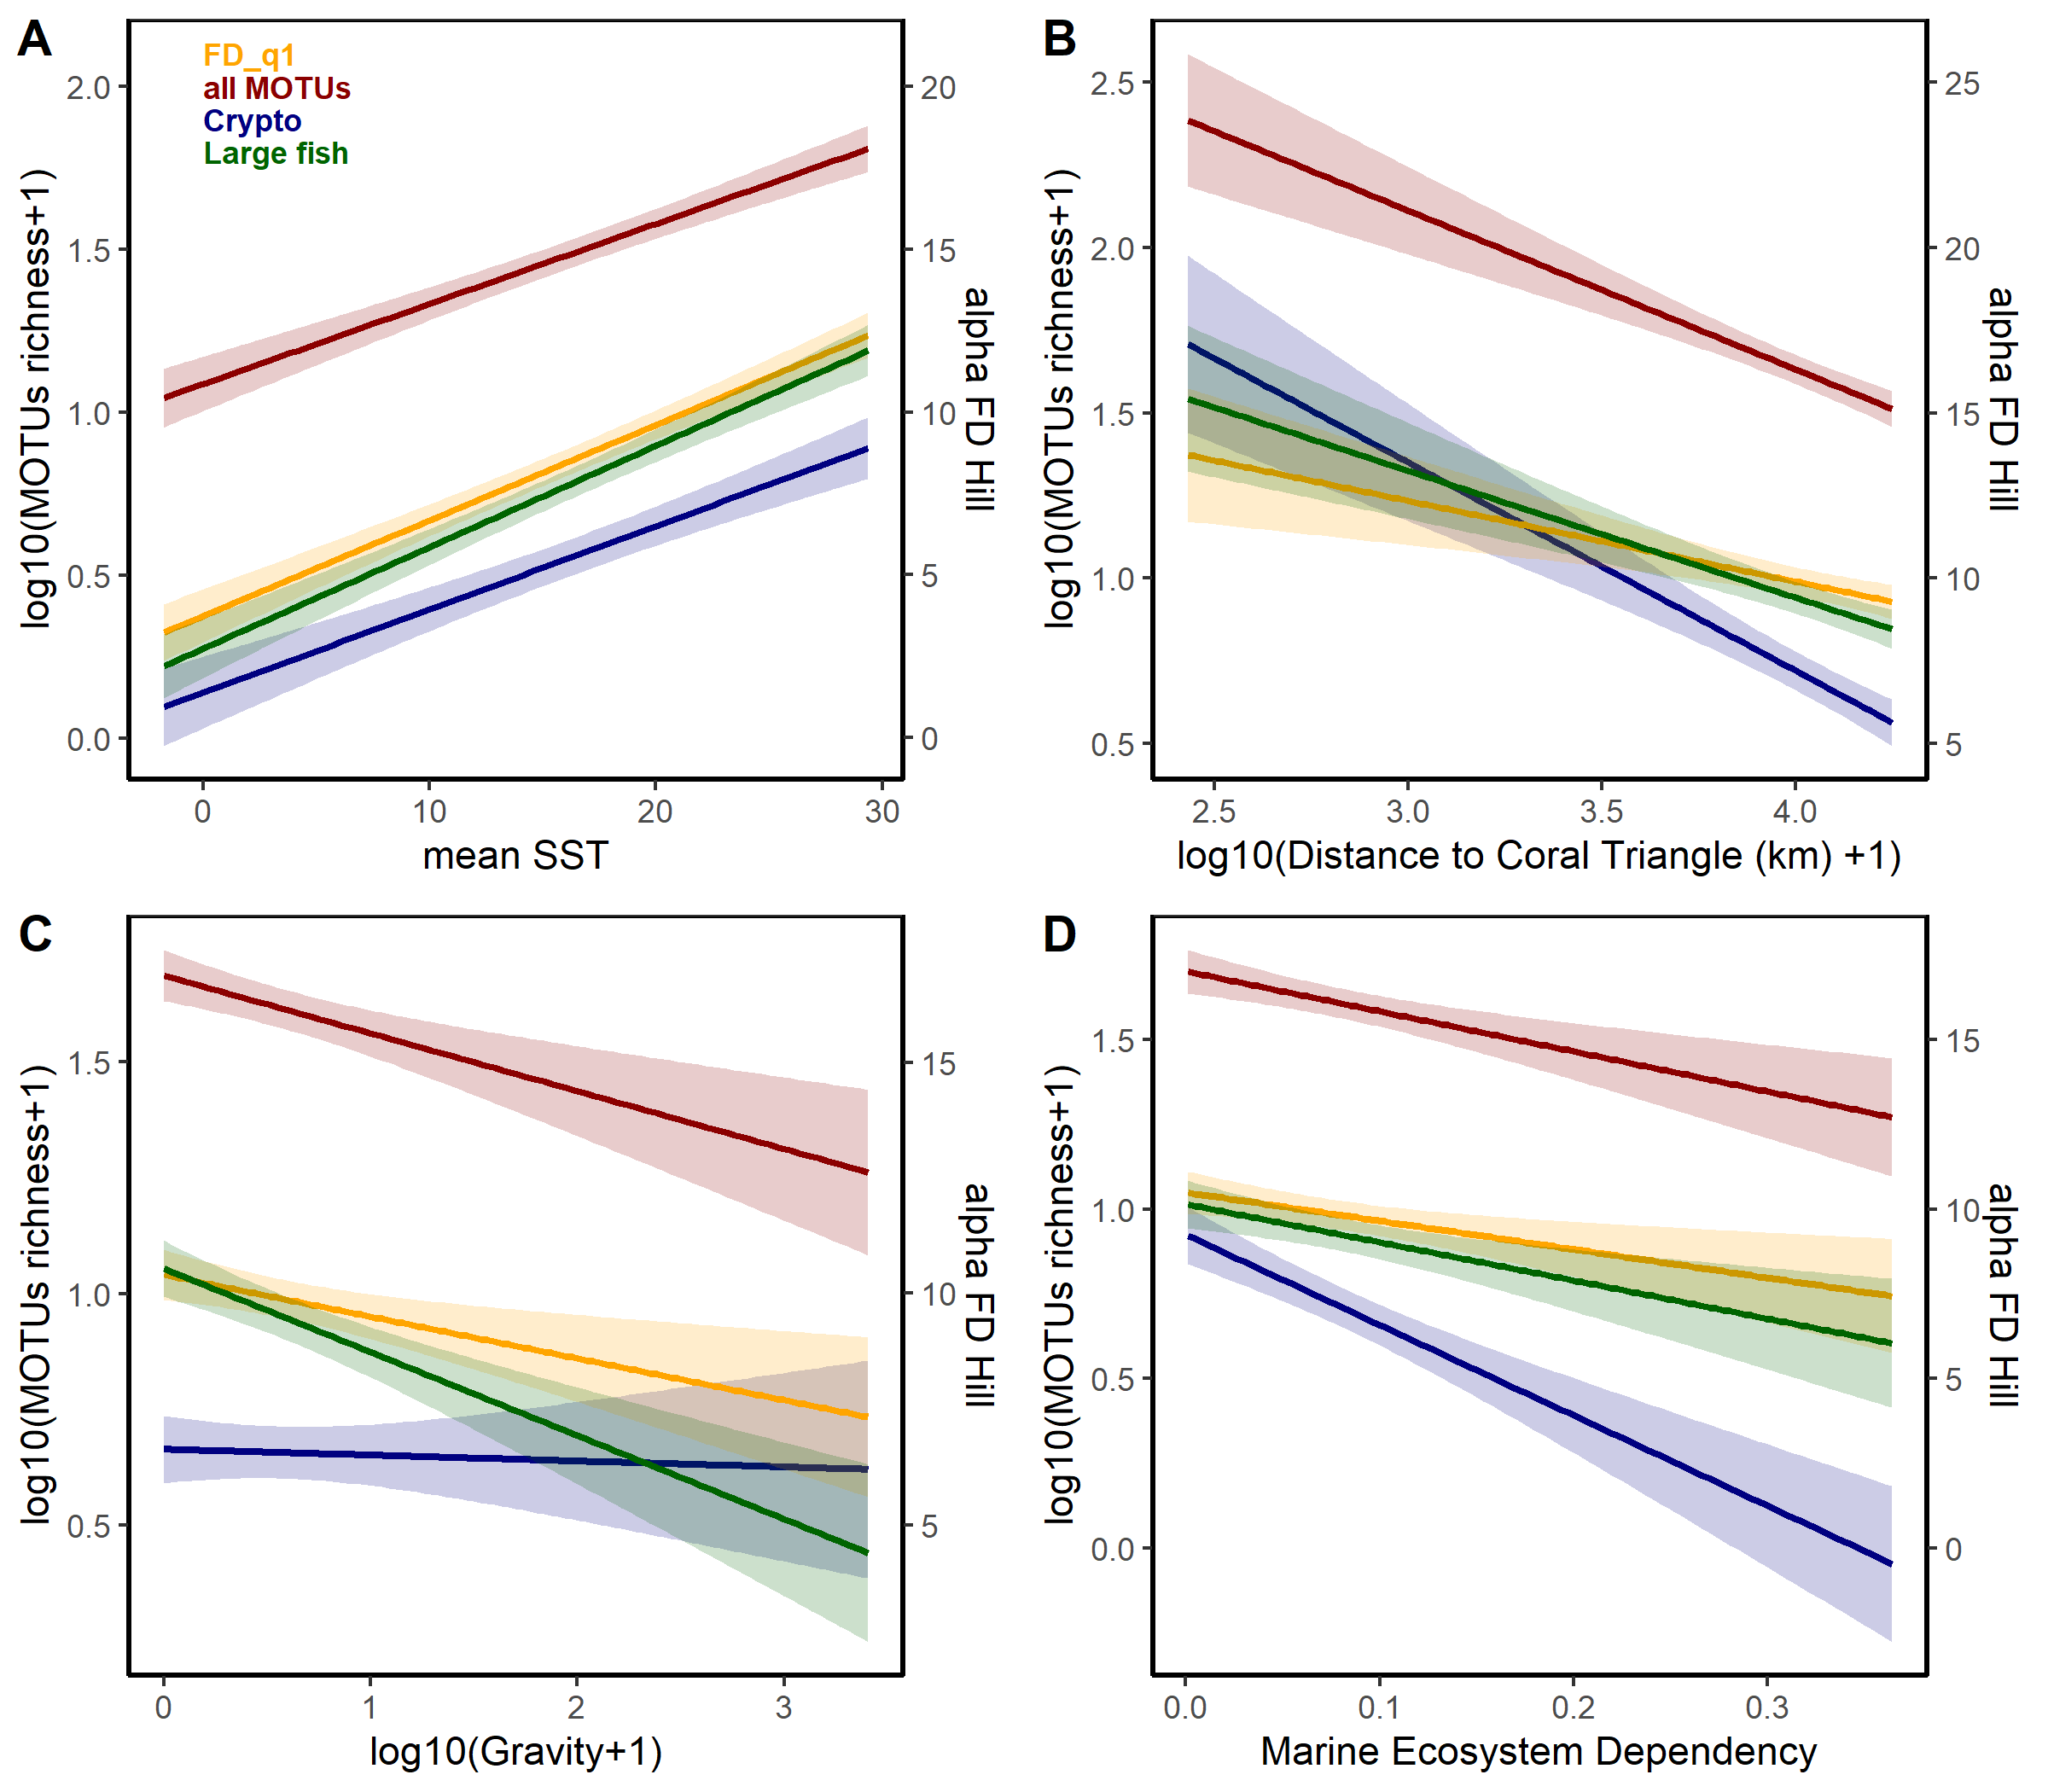 A
FD_q1
all MOTUs
Crypto
Large fish
log10(MOTUs richness+1)
2.0
1.5
1.0
0.5
0.0
20
15
10
5
0
alpha FD Hill
0 10 20 30
mean SST
B
log10(MOTUs richness+1)
2.5
2.0
1.5
1.0
0.5
25
20
15
10
5
alpha FD Hill
2.5 3.0 3.5 4.0
log10(Distance to Coral Triangle (km) +1)
C
log10(MOTUs richness+1)
1.5
1.0
0.5
15
10
5
alpha FD Hill
0 1 2 3
log10(Gravity+1)
D
log10(MOTUs richness+1)
1.5
1.0
0.5
0.0
15
10
5
0
alpha FD Hill
0.0 0.1 0.2 0.3
Marine Ecosystem Dependency